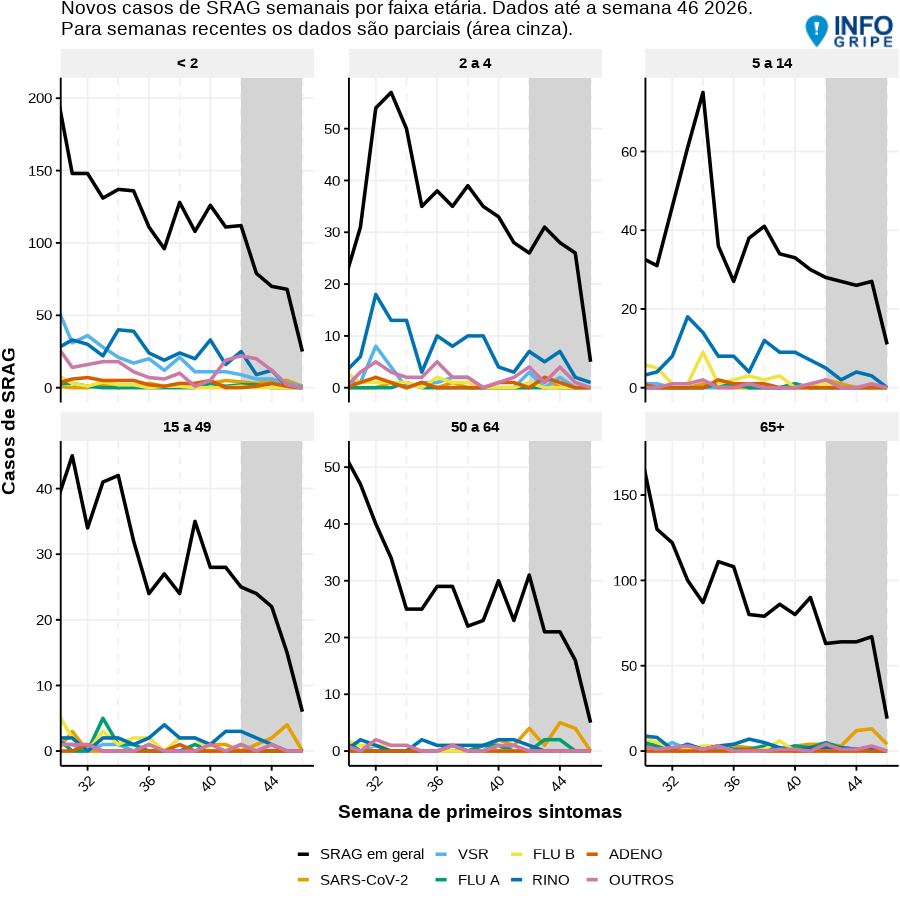 Novos casos de SRAG semanais por faixa etária. Dados até a semana 46 2026.
Para semanas recentes os dados são parciais (área cinza).
INFO
GRIPE
< 2
2 a 4
5 a 14
200
150
100
50
0
50
40
30
20
10
0
60
40
20
0
Casos de SRAG
15 a 49
50 a 64
65+
40
30
20
10
0
50
40
30
20
10
0
150
100
50
0
32 36 40 44
32 36 40 44
32 36 40 44
Semana de primeiros sintomas
SRAG em geral VSR FLU B ADENO
SARS-CoV-2 FLU A RINO OUTROS